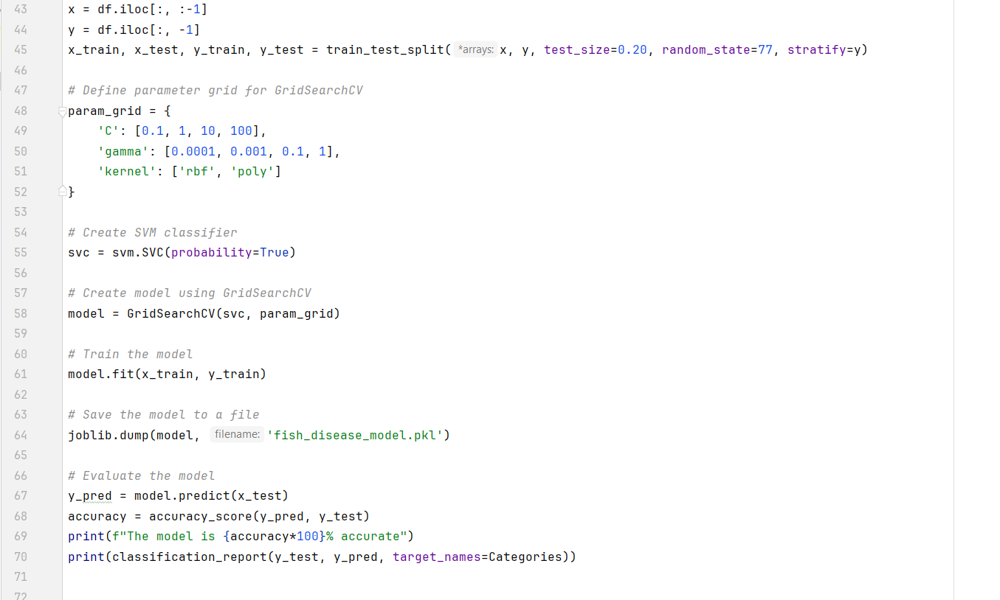 43 x = df.iloc[:, :-1]
44 y = df.iloc[:, -1]
45 x_train, x_test, y_train, y_test = train_test_split( *arrays: x, y, test_size=0.20, random_state=77, stratify=y)
46
47 # Define parameter grid for GridSearchCV
48 param_grid = {
49     'C': [0.1, 1, 10, 100],
50     'gamma': [0.0001, 0.001, 0.1, 1],
51     'kernel': ['rbf', 'poly']
52 }
53
54 # Create SVM classifier
55 svc = svm.SVC(probability=True)
56
57 # Create model using GridSearchCV
58 model = GridSearchCV(svc, param_grid)
59
60 # Train the model
61 model.fit(x_train, y_train)
62
63 # Save the model to a file
64 joblib.dump(model, filename: 'fish_disease_model.pkl')
65
66 # Evaluate the model
67 y_pred = model.predict(x_test)
68 accuracy = accuracy_score(y_pred, y_test)
69 print(f"The model is {accuracy*100}% accurate")
70 print(classification_report(y_test, y_pred, target_names=Categories))
71
72